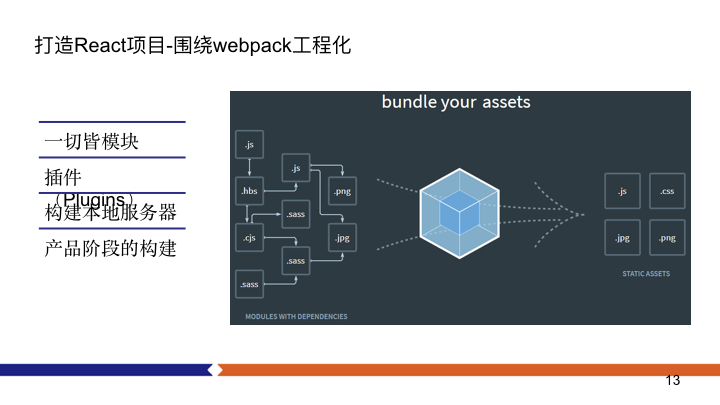 打造React项目-围绕webpack工程化
一切皆模块
插件
（Plugins）
构建本地服务器
产品阶段的构建
bundle your assets
.js
.js
.hbs
.png
.sass
.cjs
.jpg
.sass
.sass
MODULES WITH DEPENDENCIES
.js
.css
.jpg
.png
STATIC ASSETS
13